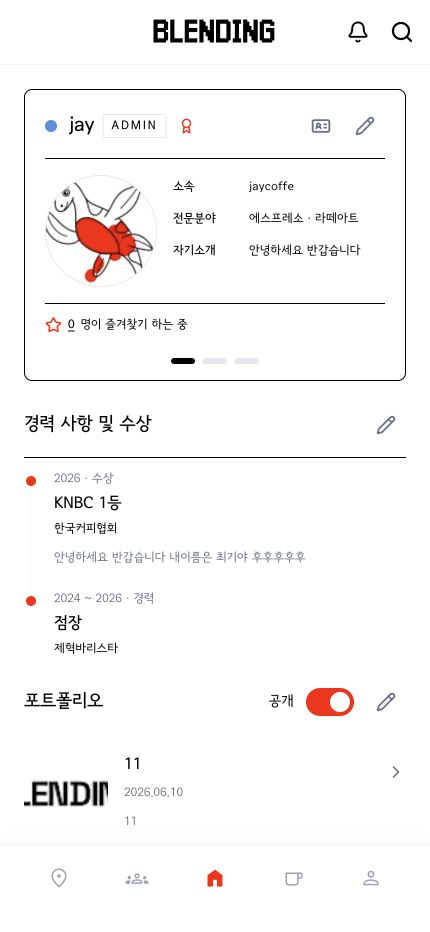 BLENDING
jay ADMIN
소속 jaycoffe
전문분야 에스프레소 · 라떼아트
자기소개 안녕하세요 반갑습니다
0 명이 즐겨찾기 하는 중
경력 사항 및 수상
2026 · 수상
KNBC 1등
한국커피협회
안녕하세요 반갑습니다 내이름은 최기야 후후후후후
2024 ~ 2026 · 경력
점장
제혁바리스타
포트폴리오 공개
11
2026.06.10
11
LENDIN